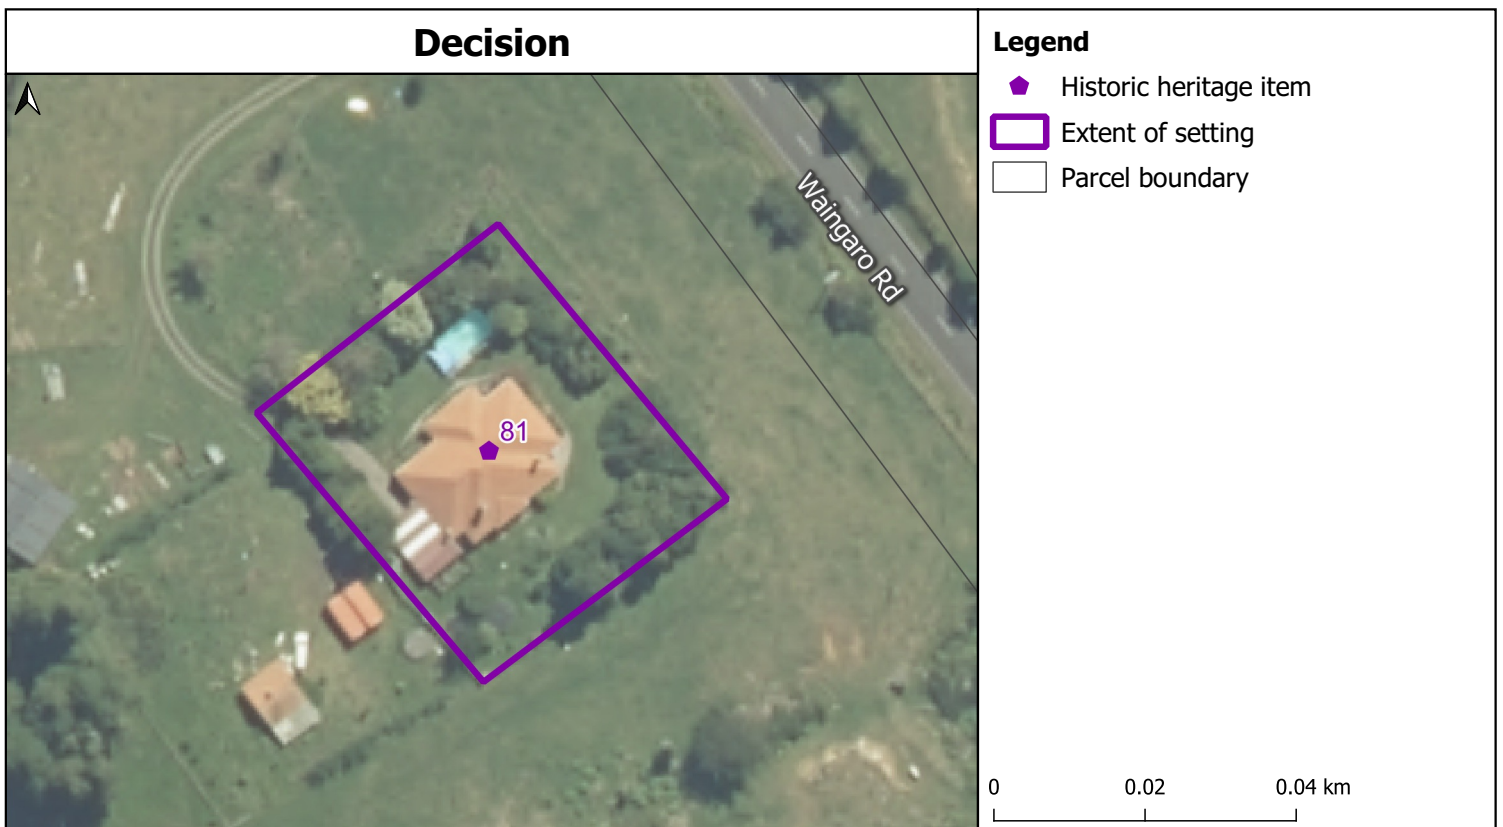 Decision
Waingaro Rd
81
Legend
Historic heritage item
Extent of setting
Parcel boundary
0 0.02 0.04 km